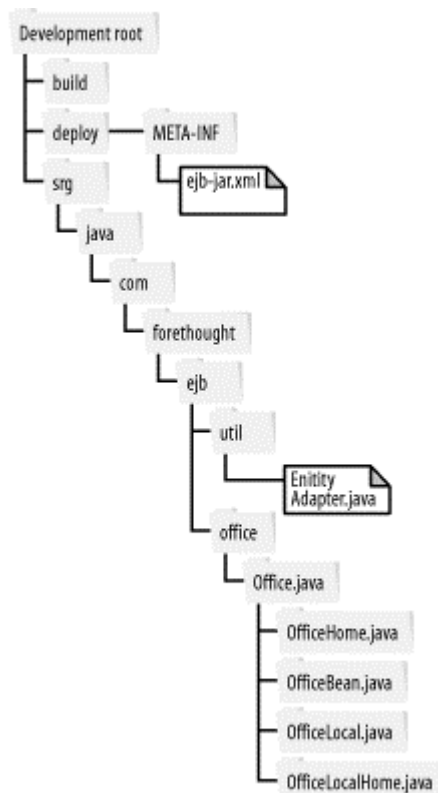 Development root
build
deploy
META-INF
ejb-jar.xml
srg
java
com
forethought
ejb
util
Enitity
Adapter.java
office
Office.java
OfficeHome.java
OfficeBean.java
OfficeLocal.java
OfficeLocalHome.java